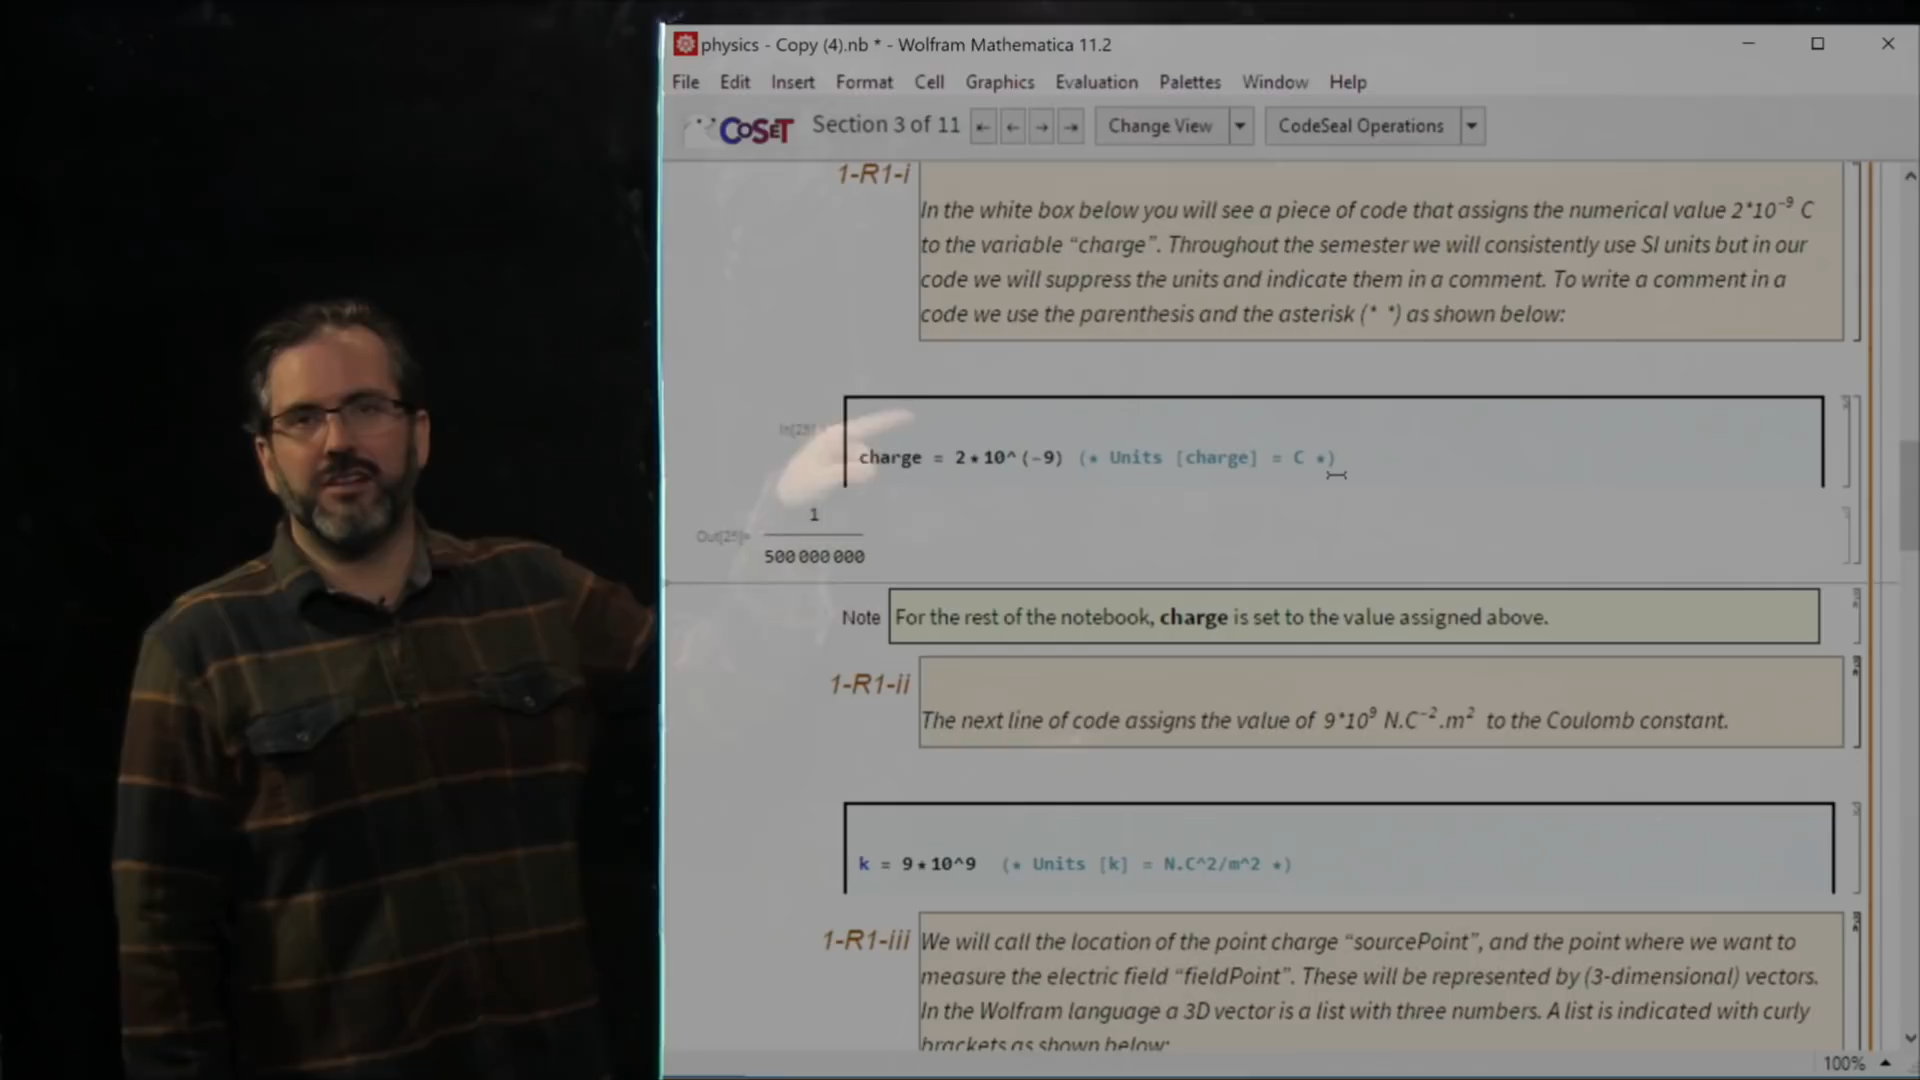 physics - Copy (4).nb * - Wolfram Mathematica 11.2
File Edit Insert Format Cell Graphics Evaluation Palettes Window Help
COSET Section 3 of 11 Change View CodeSeal Operations
1-R1-i
In the white box below you will see a piece of code that assigns the numerical value 2*10⁻⁹ C
to the variable “charge”. Throughout the semester we will consistently use SI units but in our
code we will suppress the units and indicate them in a comment. To write a comment in a
code we use the parenthesis and the asterisk (* *) as shown below:
charge = 2*10^(-9) (* Units [charge] = C *)
1
Out[25]=
500 000 000
Note For the rest of the notebook, charge is set to the value assigned above.
1-R1-ii
The next line of code assigns the value of 9*10⁹ N.C⁻².m² to the Coulomb constant.
k = 9*10^9 (* Units [k] = N.C^2/m^2 *)
1-R1-iii We will call the location of the point charge “sourcePoint”, and the point where we want to
measure the electric field “fieldPoint”. These will be represented by (3-dimensional) vectors.
In the Wolfram language a 3D vector is a list with three numbers. A list is indicated with curly
brackets as shown below:
100%